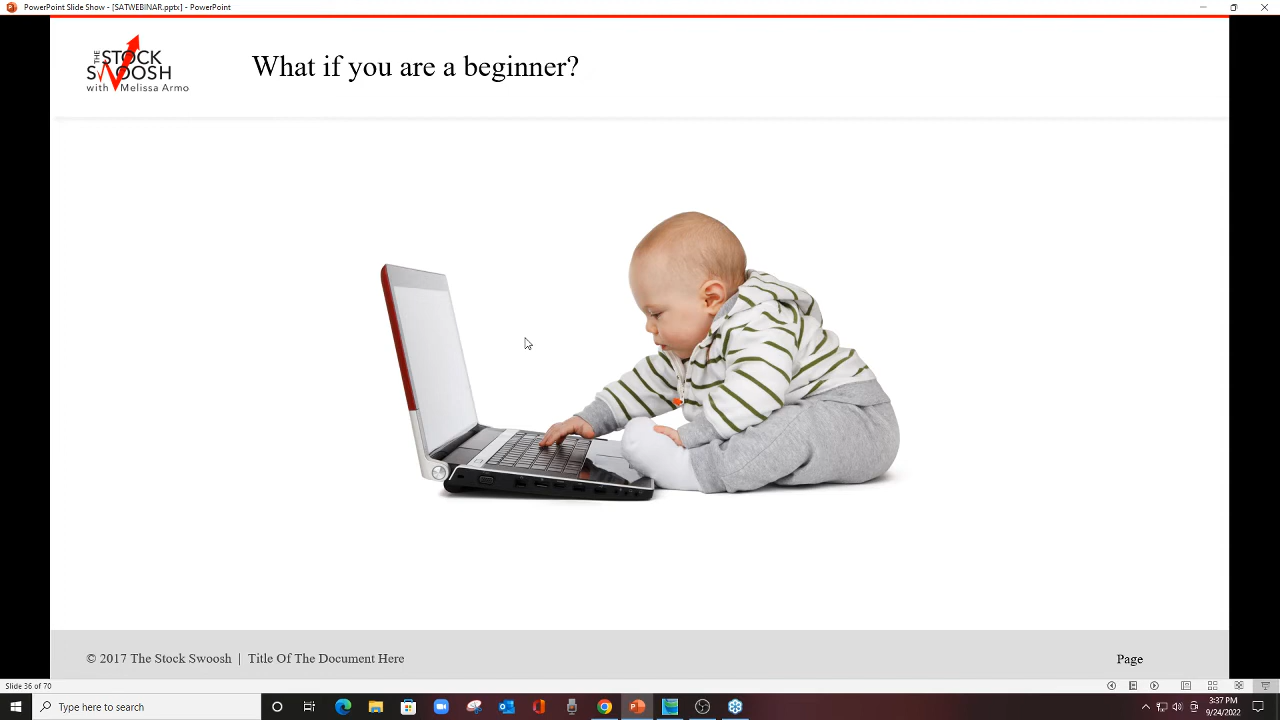 PowerPoint Slide Show - [SATWEBINAR.pptx] - PowerPoint
THE STOCK
SWOOSH
with Melissa Armo
What if you are a beginner?
© 2017 The Stock Swoosh | Title Of The Document Here
Page
Slide 36 of 70
Type here to search
3:37 PM
9/24/2022